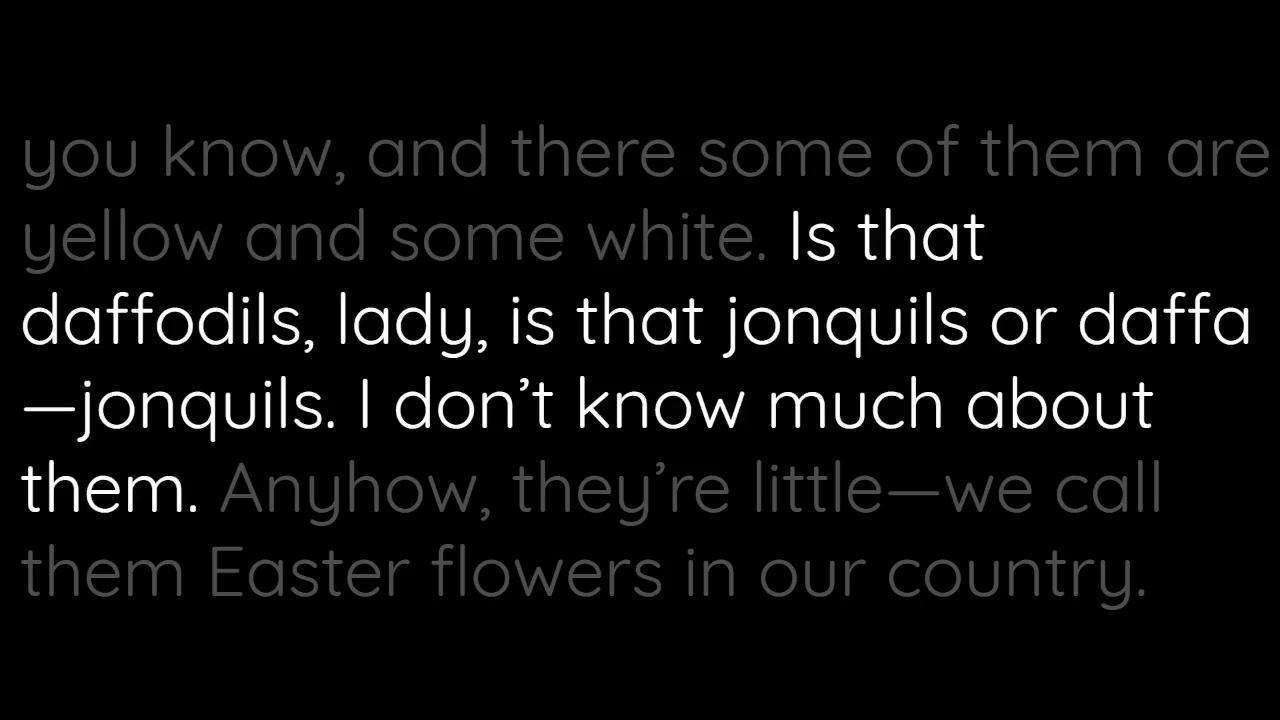 you know, and there some of them are
yellow and some white. Is that
daffodils, lady, is that jonquils or daffa
—jonquils. I don’t know much about
them. Anyhow, they’re little—we call
them Easter flowers in our country.